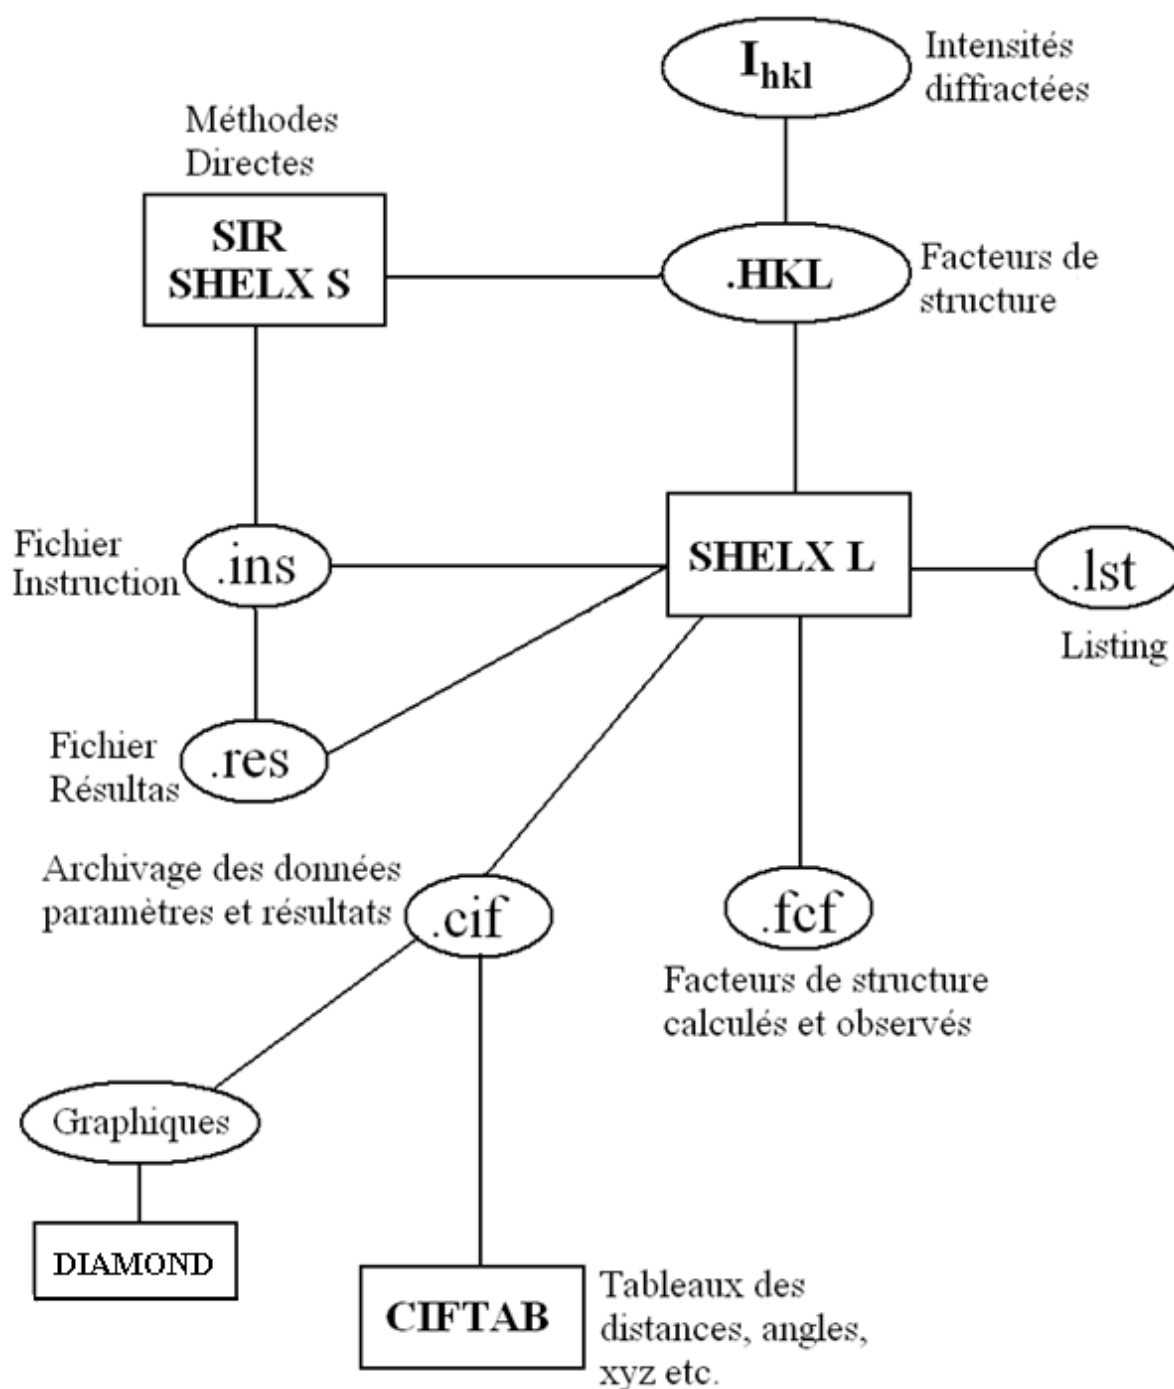 I_hkl
Intensités
diffractées
Méthodes
Directes
SIR
SHELX S
.HKL
Facteurs de
structure
Fichier
Instruction
.ins
SHELX L
.lst
Listing
Fichier
Résultas
.res
Archivage des données
paramètres et résultats
.cif
.fcf
Facteurs de structure
calculés et observés
Graphiques
DIAMOND
CIFTAB
Tableaux des
distances, angles,
xyz etc.